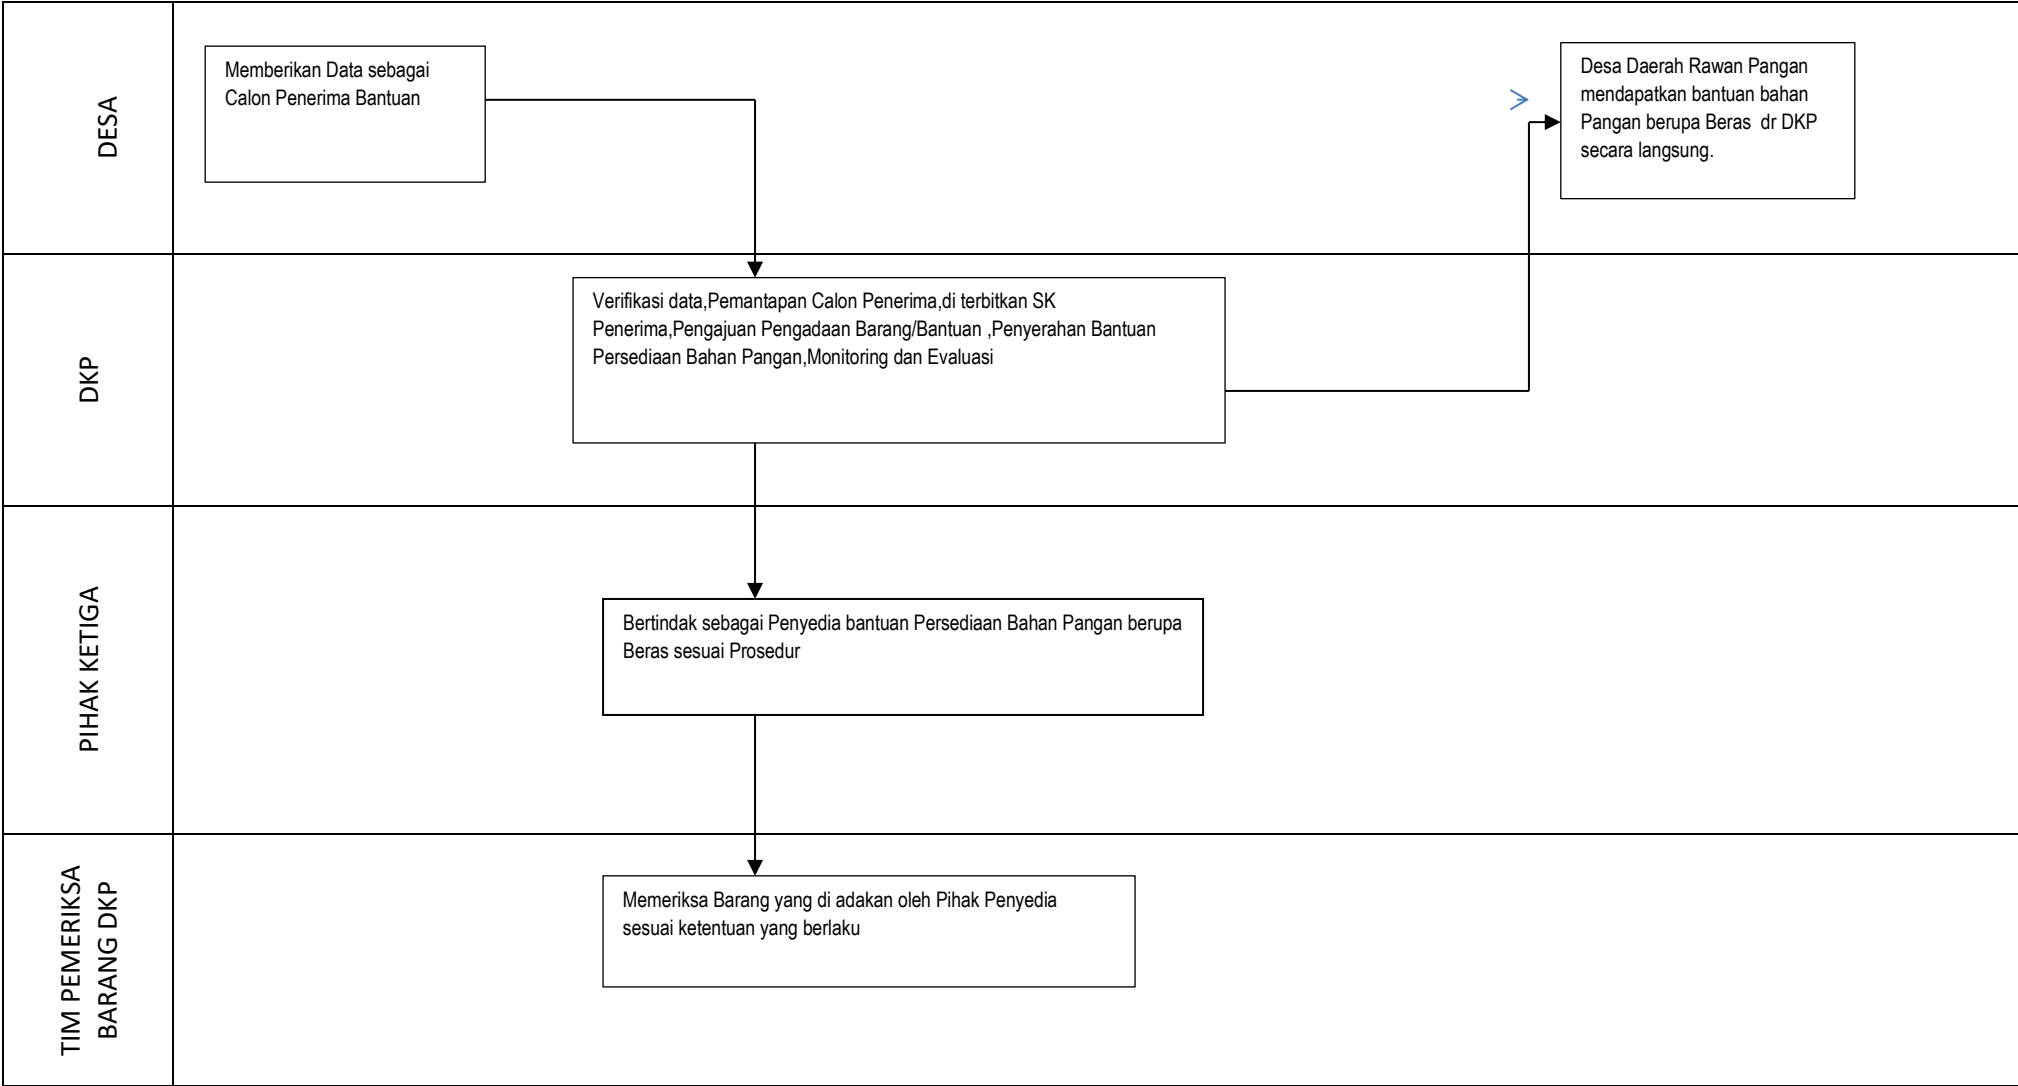 DESA
Memberikan Data sebagai
Calon Penerima Bantuan
Desa Daerah Rawan Pangan
mendapatkan bantuan bahan
Pangan berupa Beras  dr DKP
secara langsung.
DKP
Verifikasi data,Pemantapan Calon Penerima,di terbitkan SK
Penerima,Pengajuan Pengadaan Barang/Bantuan ,Penyerahan Bantuan
Persediaan Bahan Pangan,Monitoring dan Evaluasi
PIHAK KETIGA
Bertindak sebagai Penyedia bantuan Persediaan Bahan Pangan berupa
Beras sesuai Prosedur
TIM PEMERIKSA
BARANG DKP
Memeriksa Barang yang di adakan oleh Pihak Penyedia
sesuai ketentuan yang berlaku